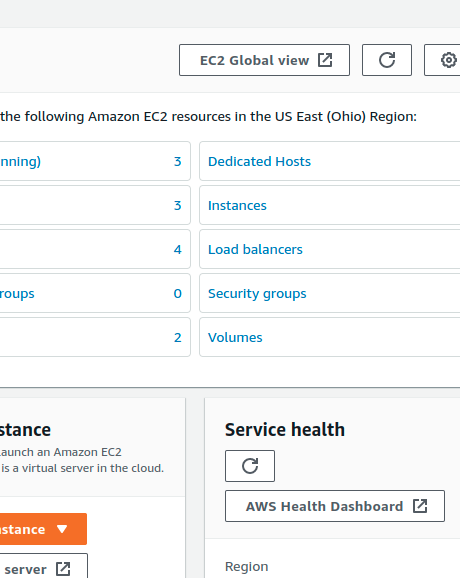 EC2 Global view
the following Amazon EC2 resources in the US East (Ohio) Region:
nning) 3 Dedicated Hosts
3 Instances
4 Load balancers
roups 0 Security groups
2 Volumes
stance
aunch an Amazon EC2
is a virtual server in the cloud.
nstance
server
Service health
AWS Health Dashboard
Region